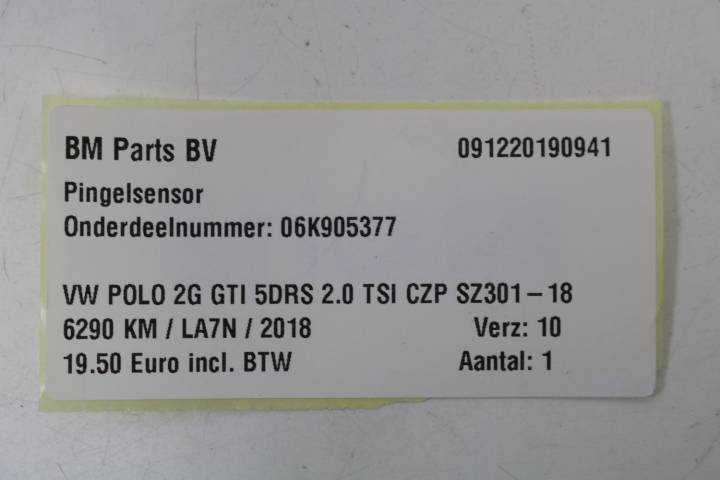 BM Parts BV 091220190941
Pingelsensor
Onderdeelnummer: 06K905377
VW POLO 2G GTI 5DRS 2.0 TSI CZP SZ301-18
6290 KM / LA7N / 2018 Verz: 10
19.50 Euro incl. BTW Aantal: 1